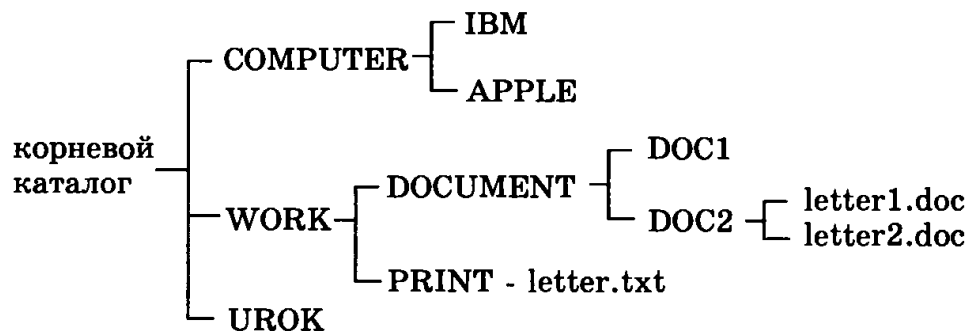 IBM
COMPUTER
APPLE
корневой
каталог
DOC1
DOCUMENT
letter1.doc
WORK
DOC2
letter2.doc
PRINT - letter.txt
UROK